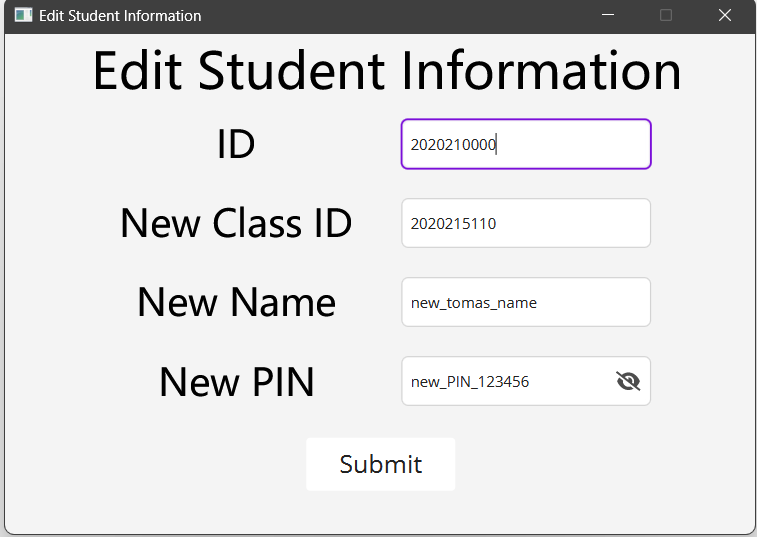 Edit Student Information
Edit Student Information
ID
2020210000
New Class ID
2020215110
New Name
new_tomas_name
New PIN
new_PIN_123456
Submit